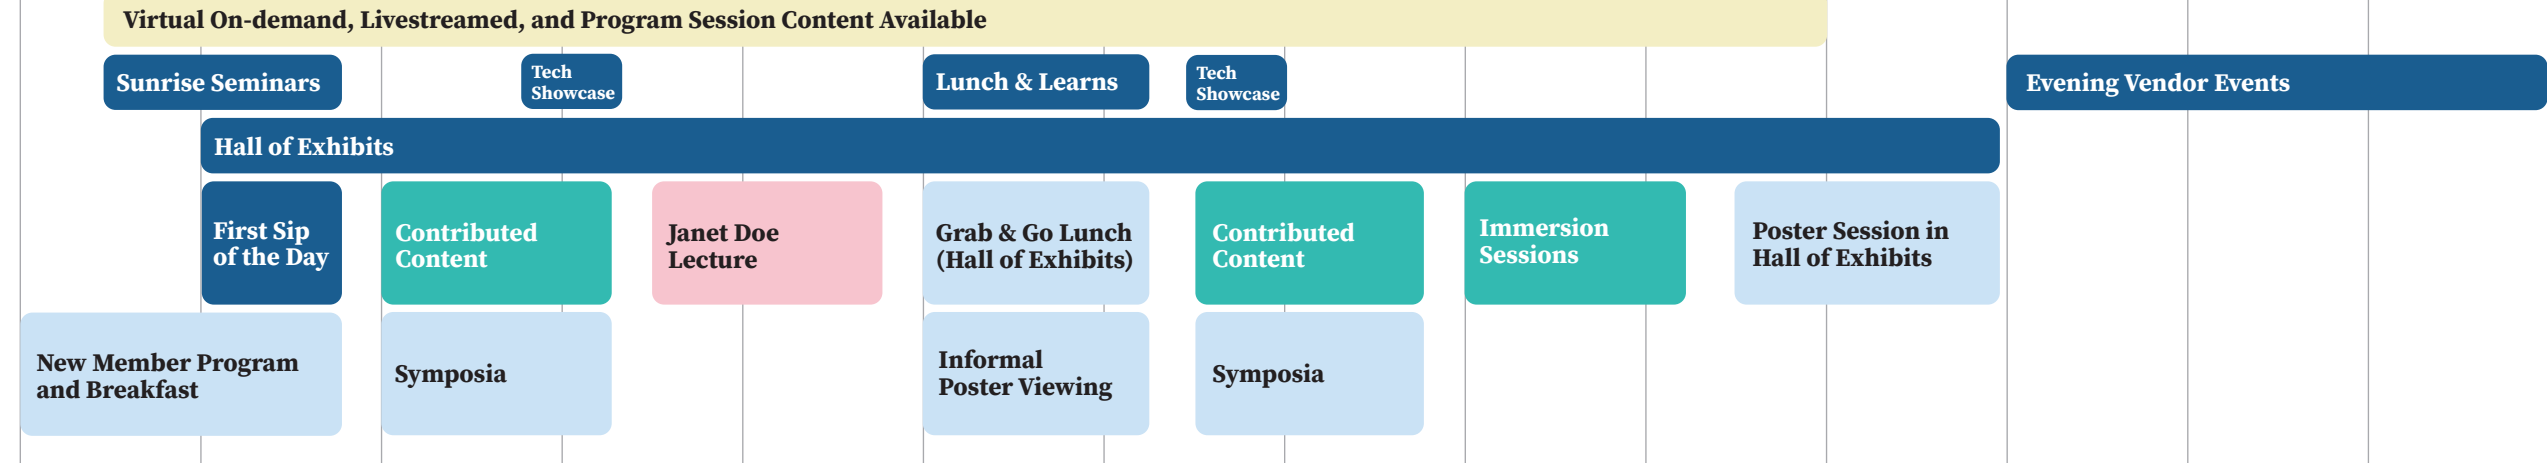 Virtual On-demand, Livestreamed, and Program Session Content Available
Sunrise Seminars
Tech
Showcase
Lunch & Learns
Tech
Showcase
Evening Vendor Events
Hall of Exhibits
First Sip
of the Day
Contributed
Content
Janet Doe
Lecture
Grab & Go Lunch
(Hall of Exhibits)
Contributed
Content
Immersion
Sessions
Poster Session in
Hall of Exhibits
New Member Program
and Breakfast
Symposia
Informal
Poster Viewing
Symposia